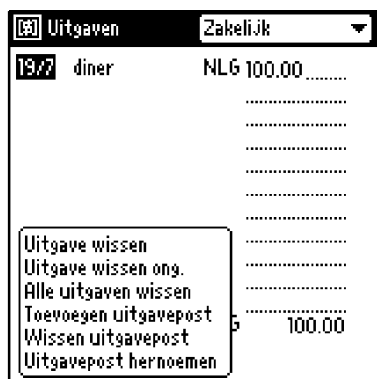 Uitgaven Zakelijk
19/7 diner NLG 100.00
Uitgave wissen
Uitgave wissen ong.
Alle uitgaven wissen
Toevoegen uitgavepost
100.00
Wissen uitgavepost
Uitgavepost hernoemen